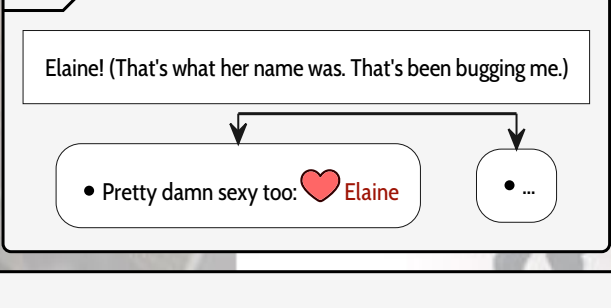 Elaine! (That's what her name was. That's been bugging me.)
• Pretty damn sexy too: ❤ Elaine
• ...